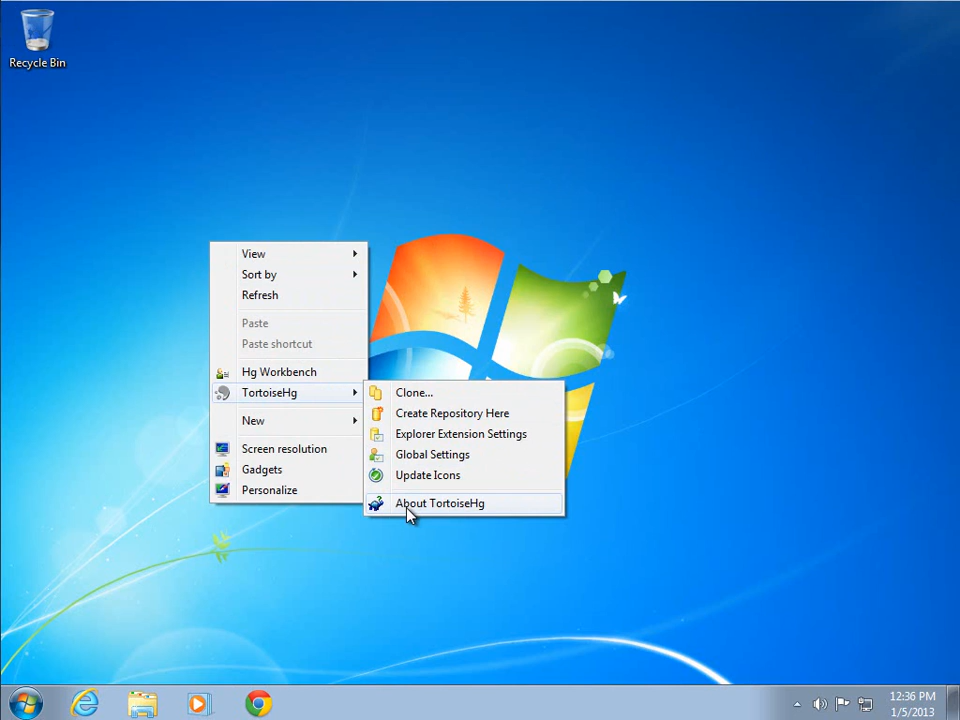 Recycle Bin
View
Sort by
Refresh
Paste
Paste shortcut
Hg Workbench
TortoiseHg
New
Screen resolution
Gadgets
Personalize
Clone...
Create Repository Here
Explorer Extension Settings
Global Settings
Update Icons
About TortoiseHg
12:36 PM
1/5/2013